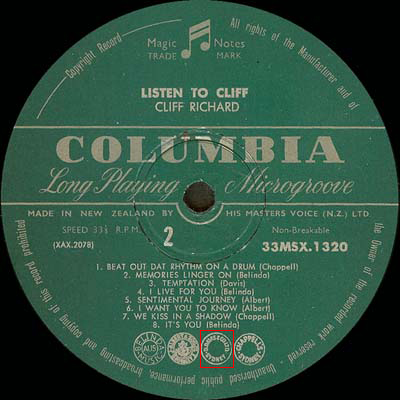 Copyright Record
Magic Notes
TRADE MARK
All rights of the Manufacturer and of
LISTEN TO CLIFF
CLIFF RICHARD
COLUMBIA
Long Playing Microgroove
MADE IN NEW ZEALAND BY HIS MASTERS VOICE (N.Z.) LTD
SPEED 33⅓ R.P.M.
2
Non-Breakable
(XAX.2078)
33MSX.1320
1. BEAT OUT DAT RHYTHM ON A DRUM (Chappell)
2. MEMORIES LINGER ON (Belinda)
3. TEMPTATION (Davis)
4. I LIVE FOR YOU (Belinda)
5. SENTIMENTAL JOURNEY (Albert)
6. I WANT YOU TO KNOW (Albert)
7. WE KISS IN A SHADOW (Chappell)
8. IT'S YOU (Belinda)
BELINDA
AUST
MUSIC
CHAPPELL
SYDNEY
the Owner of the recorded work reserved
Unauthorised public performance, broadcasting and copying of this record prohibited